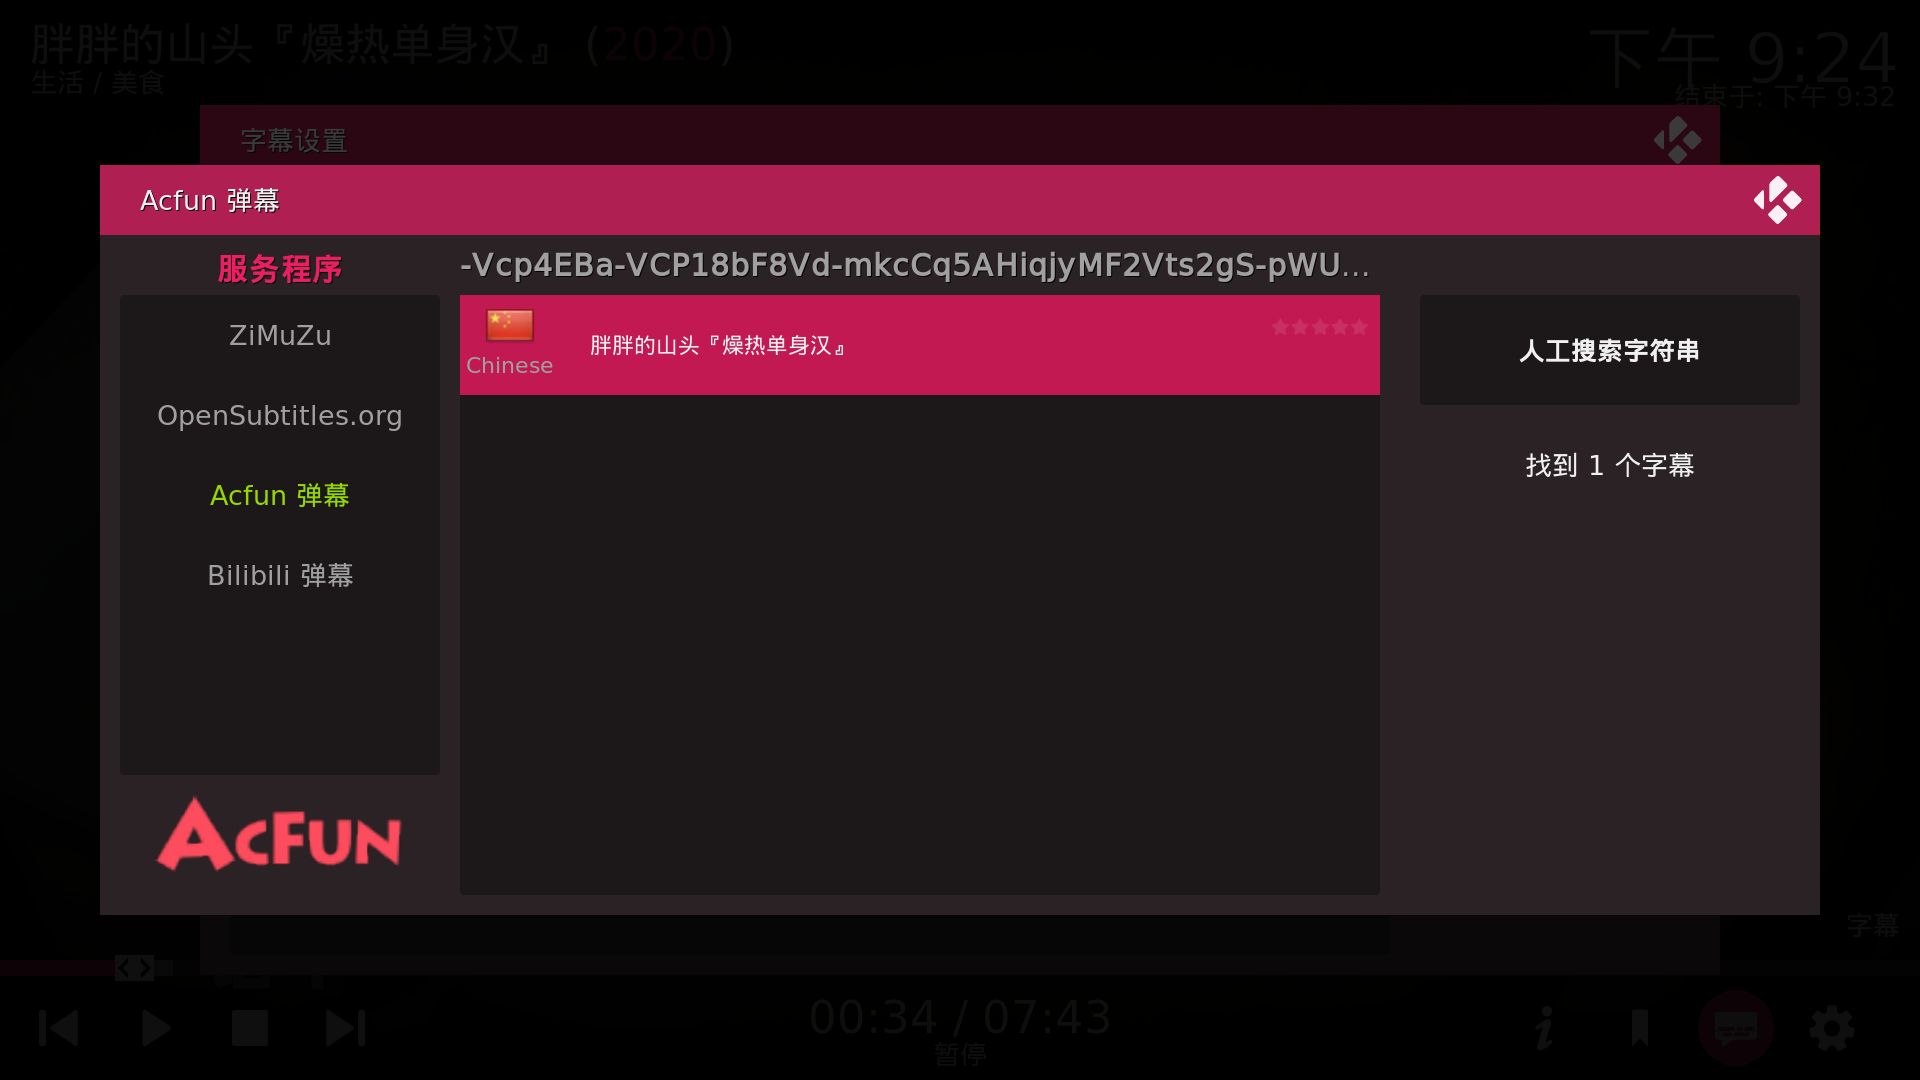 胖胖的山头『燥热单身汉』 (2020)
生活 / 美食
下午 9:24
结束于: 下午 9:32
字幕设置
Acfun 弹幕
服务程序
ZiMuZu
OpenSubtitles.org
Acfun 弹幕
Bilibili 弹幕
ACFUN
-Vcp4EBa-VCP18bF8Vd-mkcCq5AHiqjyMF2Vts2gS-pWU...
Chinese
胖胖的山头『燥热单身汉』
人工搜索字符串
找到 1 个字幕
字幕
00:34 / 07:43
暂停